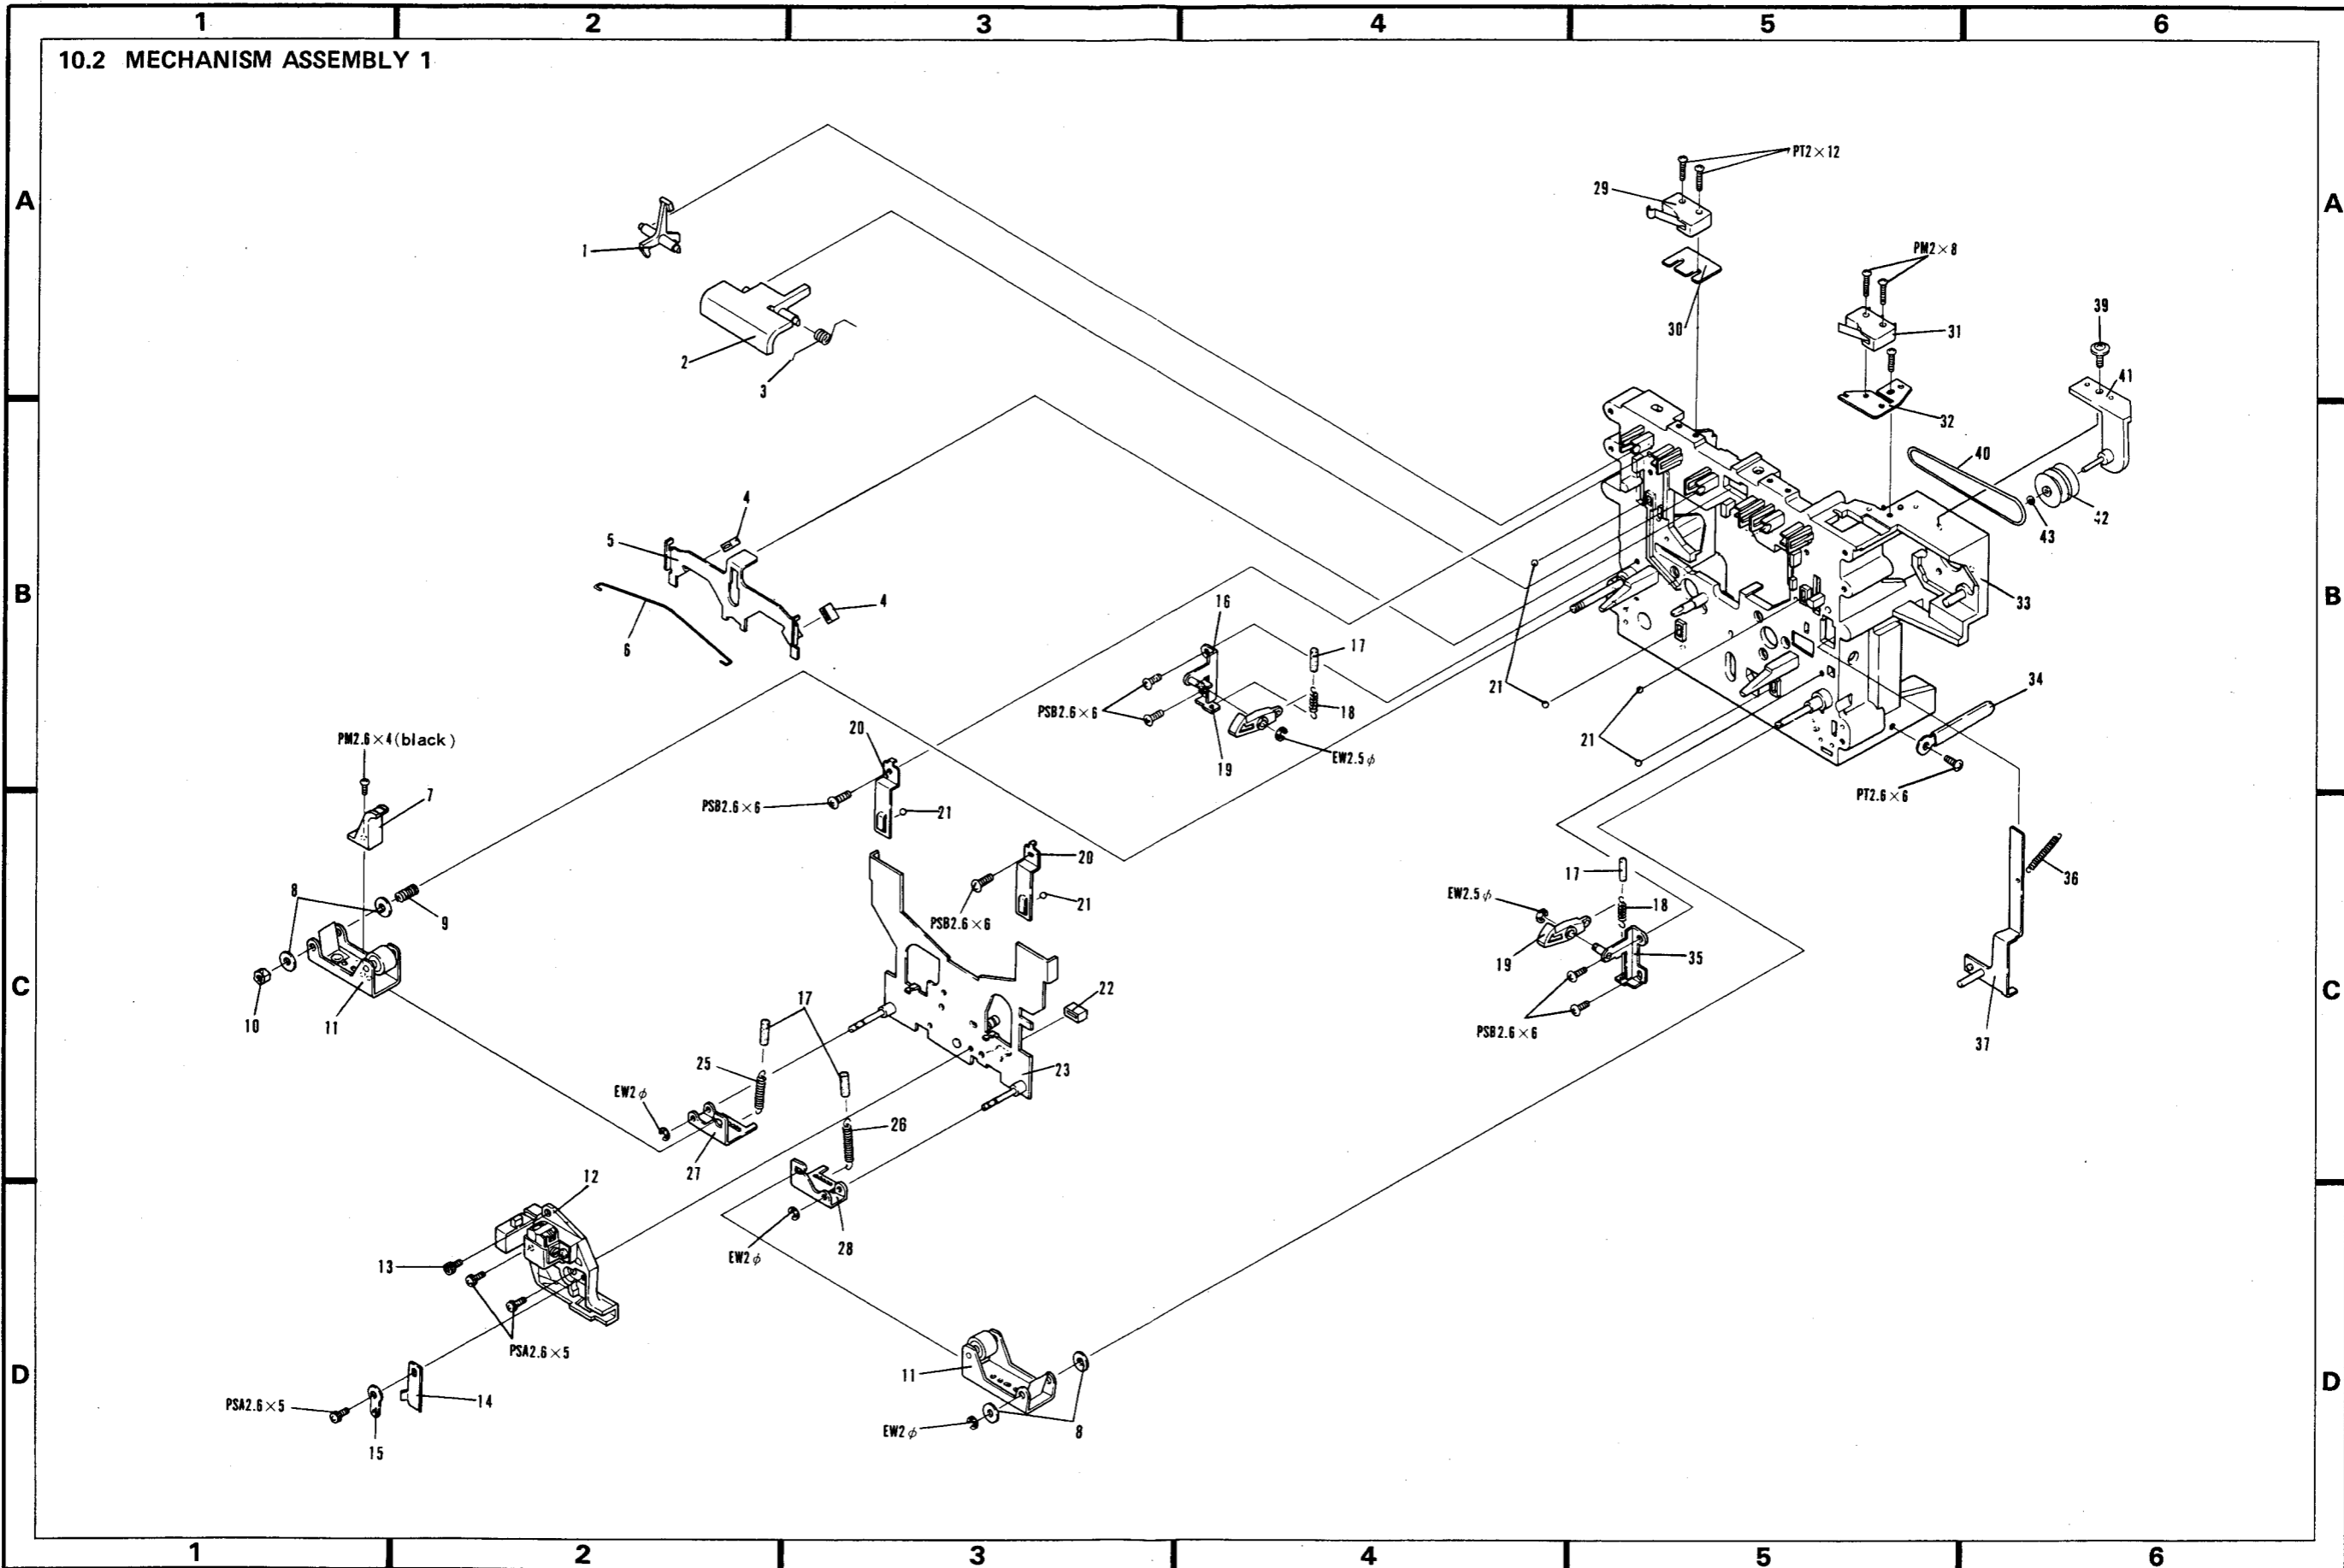 1 2 3 4 5 6
10.2 MECHANISM ASSEMBLY 1
A
A
PT2×12
29
1
PM2×8
30
31
39
2
3
41
32
40
4
5
42
43
B
B
4
16
33
6
17
21
34
PSB2.6×6
18
20
21
PM2.6×4(black)
EW2.5φ
19
7
PSB2.6×6
PT2.6×6
21
20
17
36
8
EW2.5φ
21
18
9
PSB2.6×6
19
35
C
C
10
11
17
22
PSB2.6×6
37
25
23
EW2φ
26
27
12
28
13
EW2φ
PSA2.6×5
11
D
D
14
PSA2.6×5
EW2φ
8
15
1 2 3 4 5 6